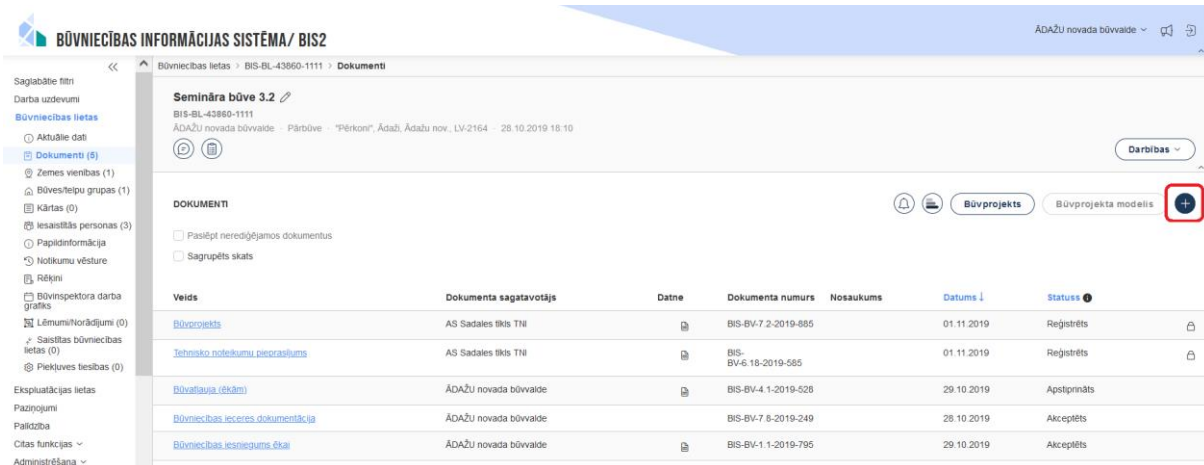 BŪVNIECĪBAS INFORMĀCIJAS SISTĒMA/ BIS2
ĀDAŽU novada būvvalde
Saglabātie filtri
Darba uzdevumi
Būvniecības lietas
Aktuālie dati
Dokumenti (5)
Zemes vienības (1)
Būves/telpu grupas (1)
Kārtas (0)
Iesaistītās personas (3)
Papildinformācija
Notikumu vēsture
Rēķini
Būvinspektora darba
grafiks
Lēmumi/Norādījumi (0)
Saistītas būvniecības
lietas (0)
Piekļuves tiesības (0)
Ekspluatācijas lietas
Paziņojumi
Palīdzība
Citas funkcijas
Administrēšana
Būvniecības lietas > BIS-BL-43860-1111 > Dokumenti
Semināra būve 3.2
BIS-BL-43860-1111
ĀDAŽU novada būvvalde - Pārbūve - "Pērkoni", Ādaži, Ādažu nov., LV-2164 - 28.10.2019 18:10
Darbības
DOKUMENTI
Būvprojekts
Būvprojekta modelis
Paslēpt nerediģējamos dokumentus
Sagrupēts skats
Veids Dokumenta sagatavotājs Datne Dokumenta numurs Nosaukums Datums ↓ Statuss
Būvprojekts AS Sadales tīkls TNI BIS-BV-7.2-2019-885 01.11.2019 Reģistrēts
Tehnisko noteikumu pieprasījums AS Sadales tīkls TNI BIS-
BV-6.18-2019-585 01.11.2019 Reģistrēts
Būvatļauja (ēkām) ĀDAŽU novada būvvalde BIS-BV-4.1-2019-528 29.10.2019 Apstiprināts
Būvniecības ieceres dokumentācija ĀDAŽU novada būvvalde BIS-BV-7.8-2019-249 28.10.2019 Akceptēts
Būvniecības iesniegums ēkai ĀDAŽU novada būvvalde BIS-BV-1.1-2019-795 29.10.2019 Akceptēts